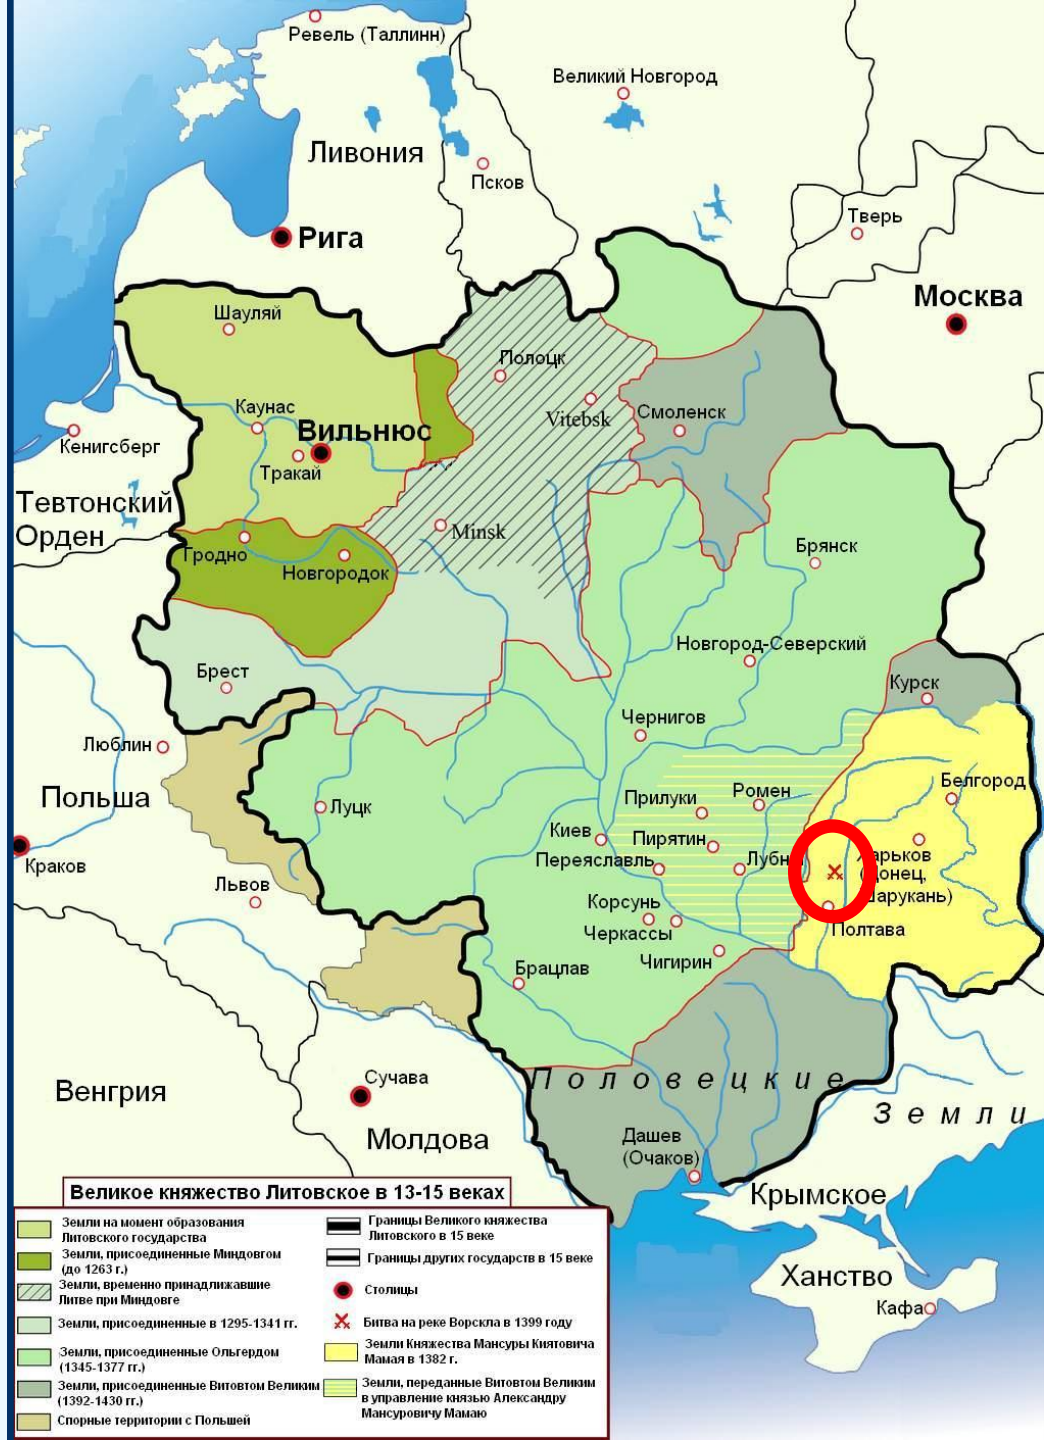 Ревель (Таллинн)
Великий Новгород
Ливония
Псков
Тверь
Рига
Москва
Шауляй
Полоцк
Каунас
Vitebsk
Смоленск
Вильнюс
Кенигсберг
Тракай
Тевтонский
Орден
Minsk
Гродно
Новгородок
Брянск
Новгород-Северский
Брест
Курск
Чернигов
Люблин
Белгород
Польша
Луцк
Прилуки
Ромен
Киев
Пирятин
Переяславль
Лубн
Харьков
(Донец,
Шарукань)
Краков
Львов
Корсунь
Черкассы
Полтава
Чигирин
Брацлав
Половецкие
Земли
Венгрия
Сучава
Молдова
Дашев
(Очаков)
Крымское
Ханство
Кафа
Великое княжество Литовское в 13-15 веках
Земли на момент образования
Литовского государства
Земли, присоединенные Миндовгом
(до 1263 г.)
Земли, временно принадлижавшие
Литве при Миндовге
Земли, присоединенные в 1295-1341 гг.
Земли, присоединенные Ольгердом
(1345-1377 гг.)
Земли, присоединенные Витовтом Великим
(1392-1430 гг.)
Спорные территории с Польшей
Границы Великого княжества
Литовского в 15 веке
Границы других государств в 15 веке
Столицы
Битва на реке Ворскла в 1399 году
Земли Княжества Мансуры Киятовича
Мамая в 1382 г.
Земли, переданные Витовтом Великим
в управление князью Александру
Мансуровичу Мамаю